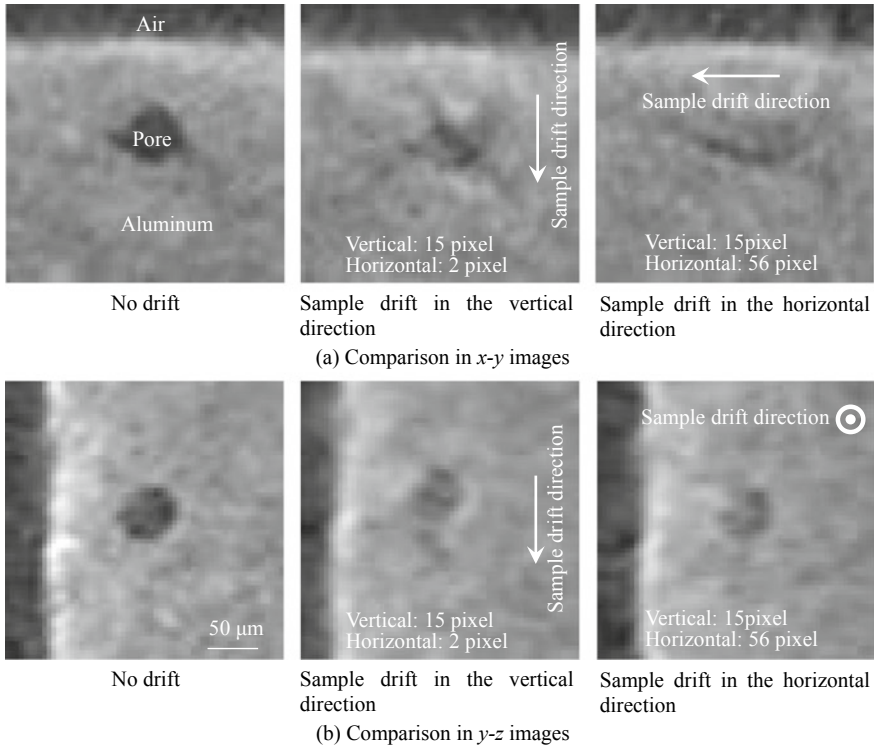 Air
Pore
Aluminum
Sample drift direction
Vertical: 15 pixel
Horizontal: 2 pixel
Sample drift direction
Vertical: 15pixel
Horizontal: 56 pixel
No drift
Sample drift in the vertical
direction
Sample drift in the horizontal
direction
(a) Comparison in x-y images
50 μm
Sample drift direction
Vertical: 15 pixel
Horizontal: 2 pixel
Sample drift direction
Vertical: 15pixel
Horizontal: 56 pixel
No drift
Sample drift in the vertical
direction
Sample drift in the horizontal
direction
(b) Comparison in y-z images